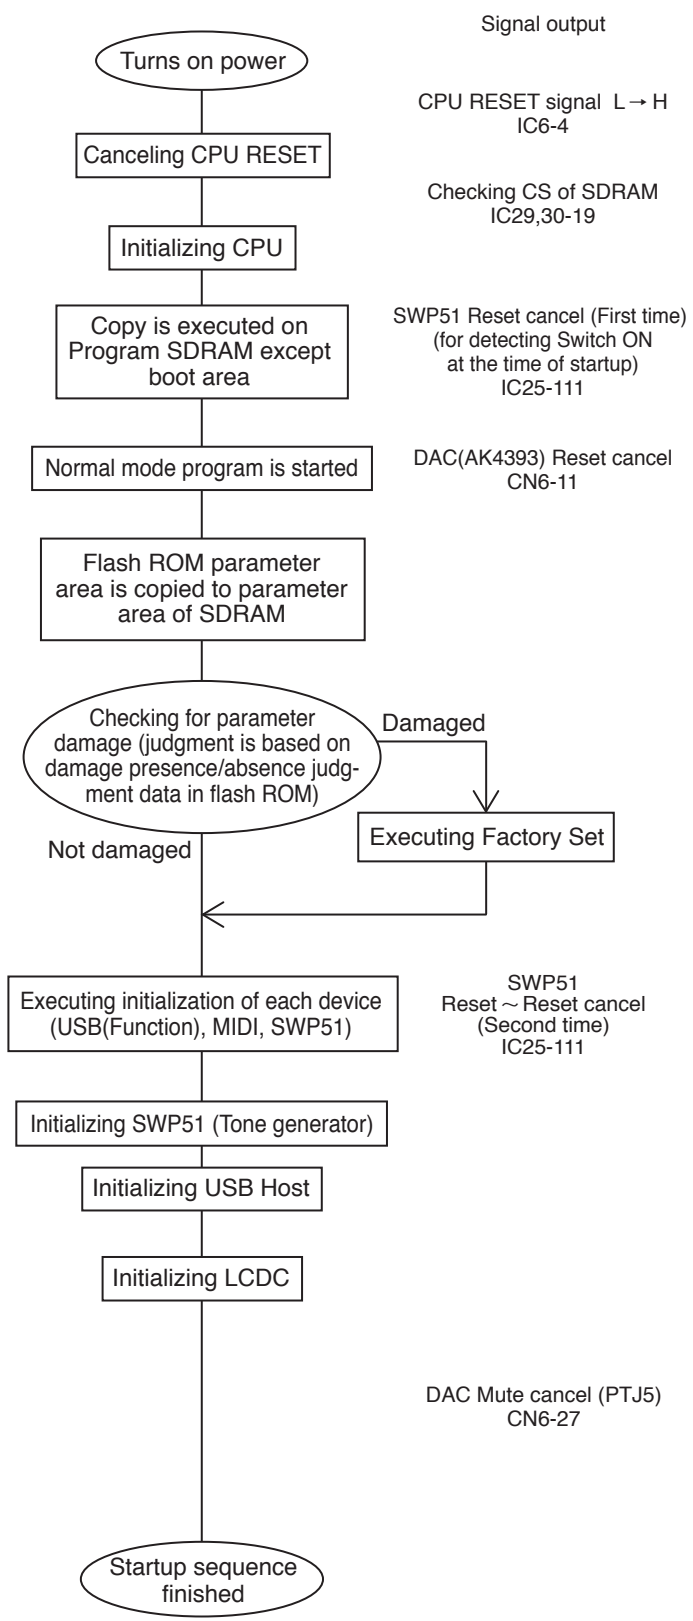 Signal output
Turns on power
CPU RESET signal L→H
IC6-4
Canceling CPU RESET
Checking CS of SDRAM
IC29,30-19
Initializing CPU
Copy is executed on
Program SDRAM except
boot area
SWP51 Reset cancel (First time)
(for detecting Switch ON
at the time of startup)
IC25-111
Normal mode program is started
DAC(AK4393) Reset cancel
CN6-11
Flash ROM parameter
area is copied to parameter
area of SDRAM
Checking for parameter
damage (judgment is based on
damage presence/absence judg-
ment data in flash ROM)
Damaged
Executing Factory Set
Not damaged
Executing initialization of each device
(USB(Function), MIDI, SWP51)
SWP51
Reset ~ Reset cancel
(Second time)
IC25-111
Initializing SWP51 (Tone generator)
Initializing USB Host
Initializing LCDC
DAC Mute cancel (PTJ5)
CN6-27
Startup sequence
finished